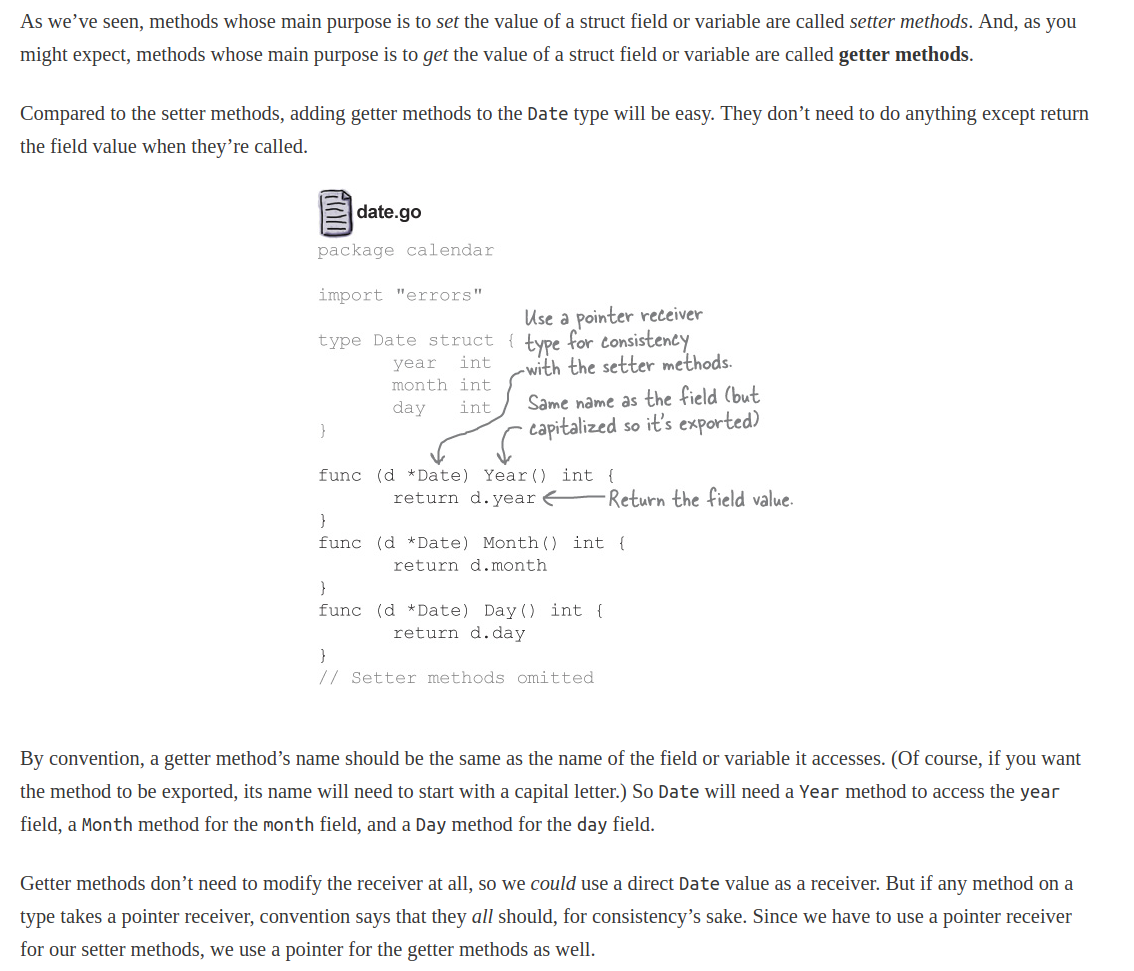 As we’ve seen, methods whose main purpose is to set the value of a struct field or variable are called setter methods. And, as you
might expect, methods whose main purpose is to get the value of a struct field or variable are called getter methods.
Compared to the setter methods, adding getter methods to the Date type will be easy. They don’t need to do anything except return
the field value when they’re called.
date.go
package calendar
import "errors"
Use a pointer receiver
type Date struct { type for consistency
year int with the setter methods.
month int
day int Same name as the field (but
capitalized so it's exported)
}
func (d *Date) Year() int {
return d.year Return the field value.
}
func (d *Date) Month() int {
return d.month
}
func (d *Date) Day() int {
return d.day
}
// Setter methods omitted
By convention, a getter method’s name should be the same as the name of the field or variable it accesses. (Of course, if you want
the method to be exported, its name will need to start with a capital letter.) So Date will need a Year method to access the year
field, a Month method for the month field, and a Day method for the day field.
Getter methods don’t need to modify the receiver at all, so we could use a direct Date value as a receiver. But if any method on a
type takes a pointer receiver, convention says that they all should, for consistency’s sake. Since we have to use a pointer receiver
for our setter methods, we use a pointer for the getter methods as well.